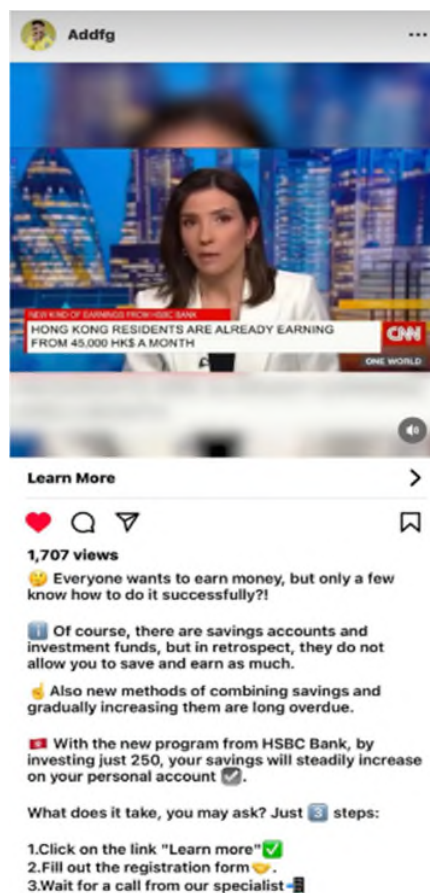 Addfg
NEW KIND OF EARNINGS FROM HSBC BANK
HONG KONG RESIDENTS ARE ALREADY EARNING
FROM 45,000 HK$ A MONTH
CNN
ONE WORLD
Learn More
1,707 views
🤔 Everyone wants to earn money, but only a few
know how to do it successfully?!
ℹ️ Of course, there are savings accounts and
investment funds, but in retrospect, they do not
allow you to save and earn as much.
☝️ Also new methods of combining savings and
gradually increasing them are long overdue.
🇭🇰 With the new program from HSBC Bank, by
investing just 250, your savings will steadily increase
on your personal account ☑️.
What does it take, you may ask? Just 3️⃣ steps:
1.Click on the link "Learn more"✅
2.Fill out the registration form🤝.
3.Wait for a call from our specialist📲